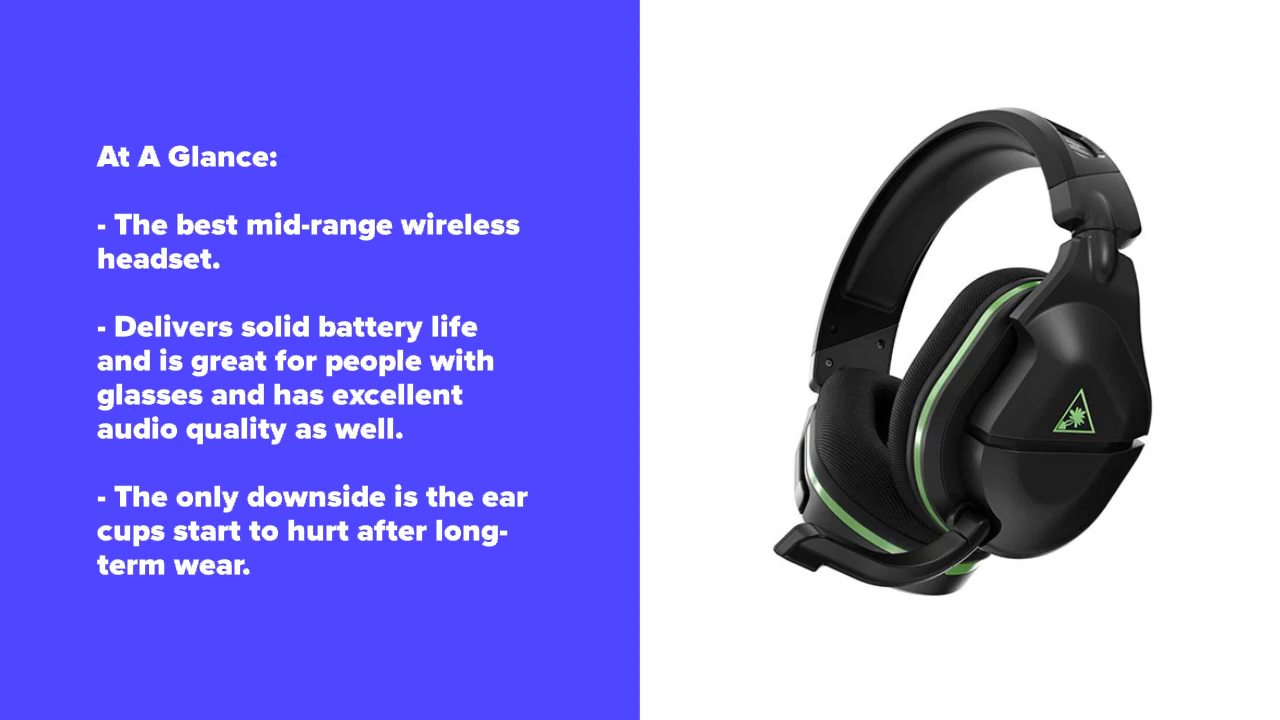 At A Glance:
- The best mid-range wireless
headset.
- Delivers solid battery life
and is great for people with
glasses and has excellent
audio quality as well.
- The only downside is the ear
cups start to hurt after long-
term wear.